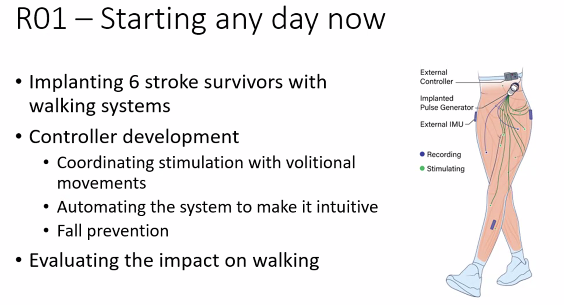 R01 – Starting any day now
• Implanting 6 stroke survivors with
walking systems
• Controller development
• Coordinating stimulation with volitional
movements
• Automating the system to make it intuitive
• Fall prevention
• Evaluating the impact on walking
External
Controller
Implanted
Pulse Generator
External IMU
Recording
Stimulating